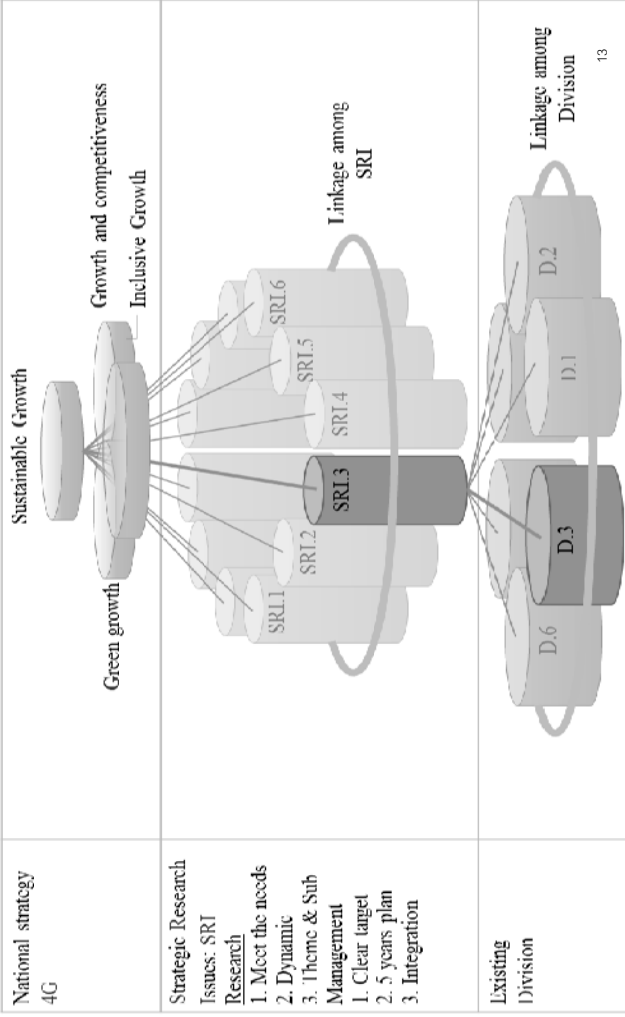 National strategy
4G
Sustainable Growth
Growth and competitiveness
Inclusive Growth
Green growth
Strategic Research
Issues: SRI
Research
1. Meet the needs
2. Dynamic
3. Theme & Sub
Management
1. Clear target
2. 5 years plan
3. Integration
SRI.1
SRI.2
SRI.3
SRI.4
SRI.5
SRI.6
Linkage among
SRI
Existing
Division
D.6
D.3
D.1
D.2
Linkage among
Division
13